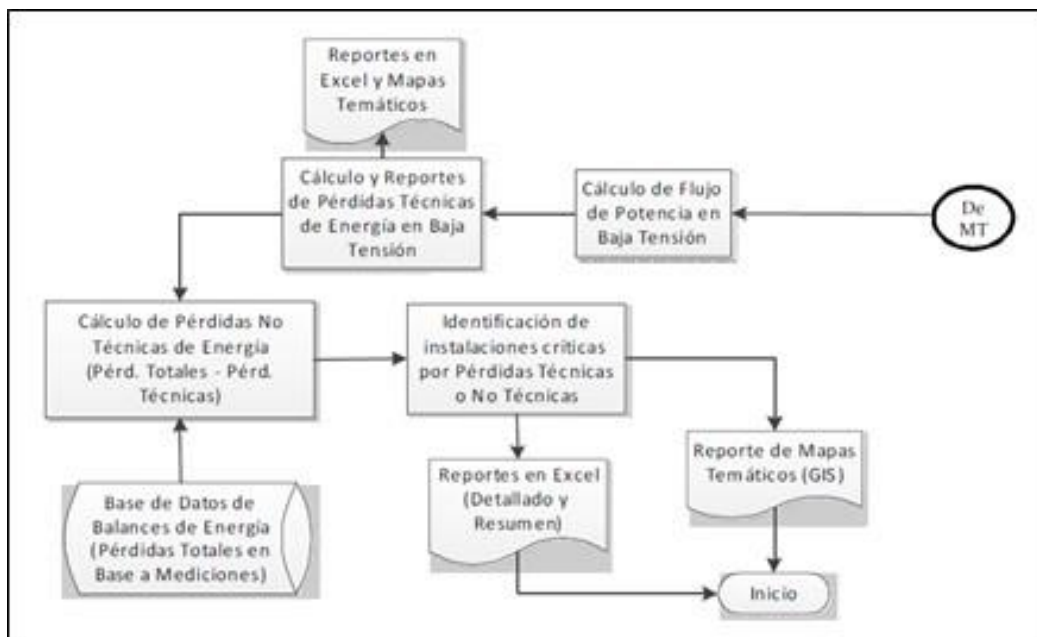 Reportes en
Excel y Mapas
Temáticos
Cálculo y Reportes
de Pérdidas Técnicas
de Energía en Baja
Tensión
Cálculo de Flujo
de Potencia en
Baja Tensión
De
MT
Cálculo de Pérdidas No
Técnicas de Energía
(Pérd. Totales - Pérd.
Técnicas)
Identificación de
instalaciones críticas
por Pérdidas Técnicas
o No Técnicas
Base de Datos de
Balances de Energía
(Pérdidas Totales en
Base a Mediciones)
Reportes en Excel
(Detallado y
Resumen)
Reporte de Mapas
Temáticos (GIS)
Inicio